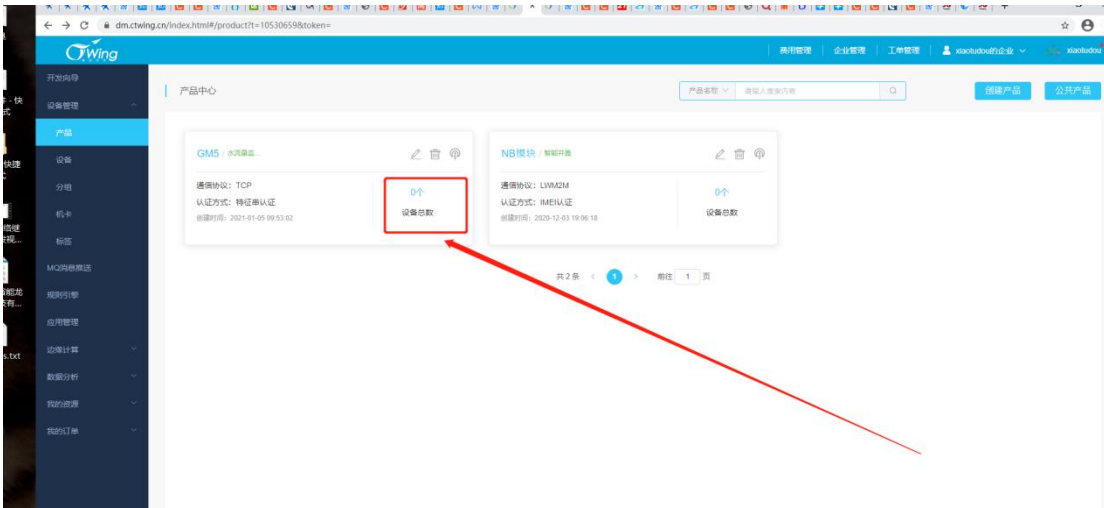 dm.ctwing.cn/index.html#/product?t=10530659&token=
CTWing
费用管理 企业管理 工单管理 xiaotudou的企业 xiaotudou
开发向导
设备管理
产品
设备
分组
机卡
标签
MQ消息推送
规则引擎
应用管理
边缘计算
数据分析
我的资源
我的订单
产品中心
产品名称 请输入搜索内容
创建产品 公共产品
GM5 / 水流量监...
通信协议：TCP
认证方式：特征串认证
创建时间：2021-01-05 09:53:02
0个
设备总数
NB模块 / 智能开关
通信协议：LWM2M
认证方式：IMEI认证
创建时间：2020-12-03 19:06:18
0个
设备总数
共 2 条 1 前往 1 页
s.txt